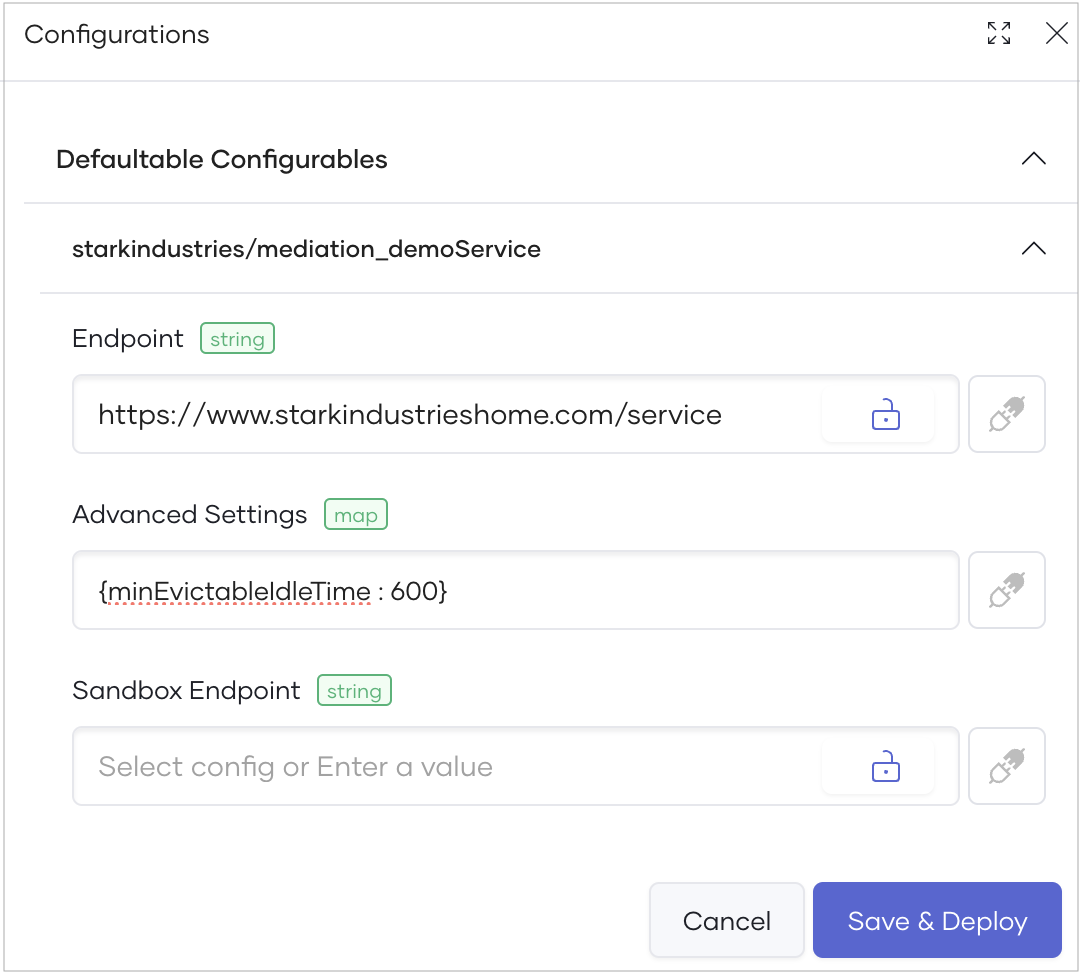 Configurations
Defaultable Configurables
starkindustries/mediation_demoService
Endpoint string
https://www.starkindustrieshome.com/service
Advanced Settings map
{minEvictableIdleTime : 600}
Sandbox Endpoint string
Select config or Enter a value
Cancel Save & Deploy